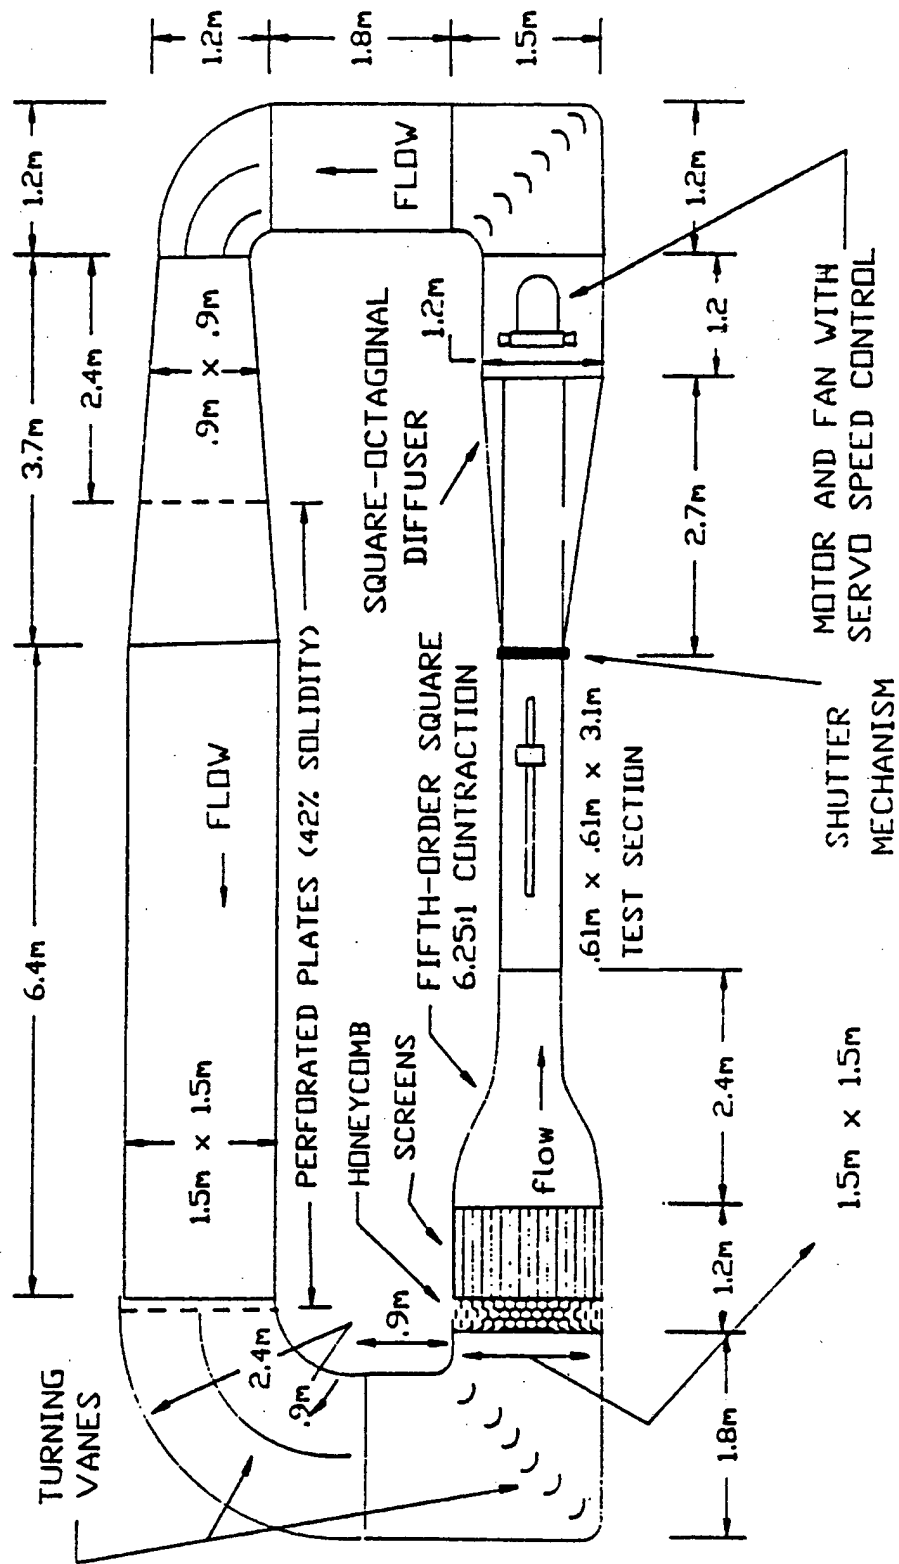 1.2m
3.7m
6.4m
2.4m
1.2m
1.8m
1.5m
.9m x .9m
1.5m x 1.5m
FLOW
FLOW
TURNING
VANES
2.4m
.9m
.9m
PERFORATED PLATES (42% SOLIDITY)
HONEYCOMB
SCREENS
FIFTH-ORDER SQUARE
6.25:1 CONTRACTION
SQUARE-OCTAGONAL
DIFFUSER
1.2m
flow
.61m x .61m x 3.1m
TEST SECTION
1.8m
1.2m
2.4m
2.7m
1.2
1.2m
1.5m x 1.5m
SHUTTER
MECHANISM
MOTOR AND FAN WITH
SERVO SPEED CONTROL